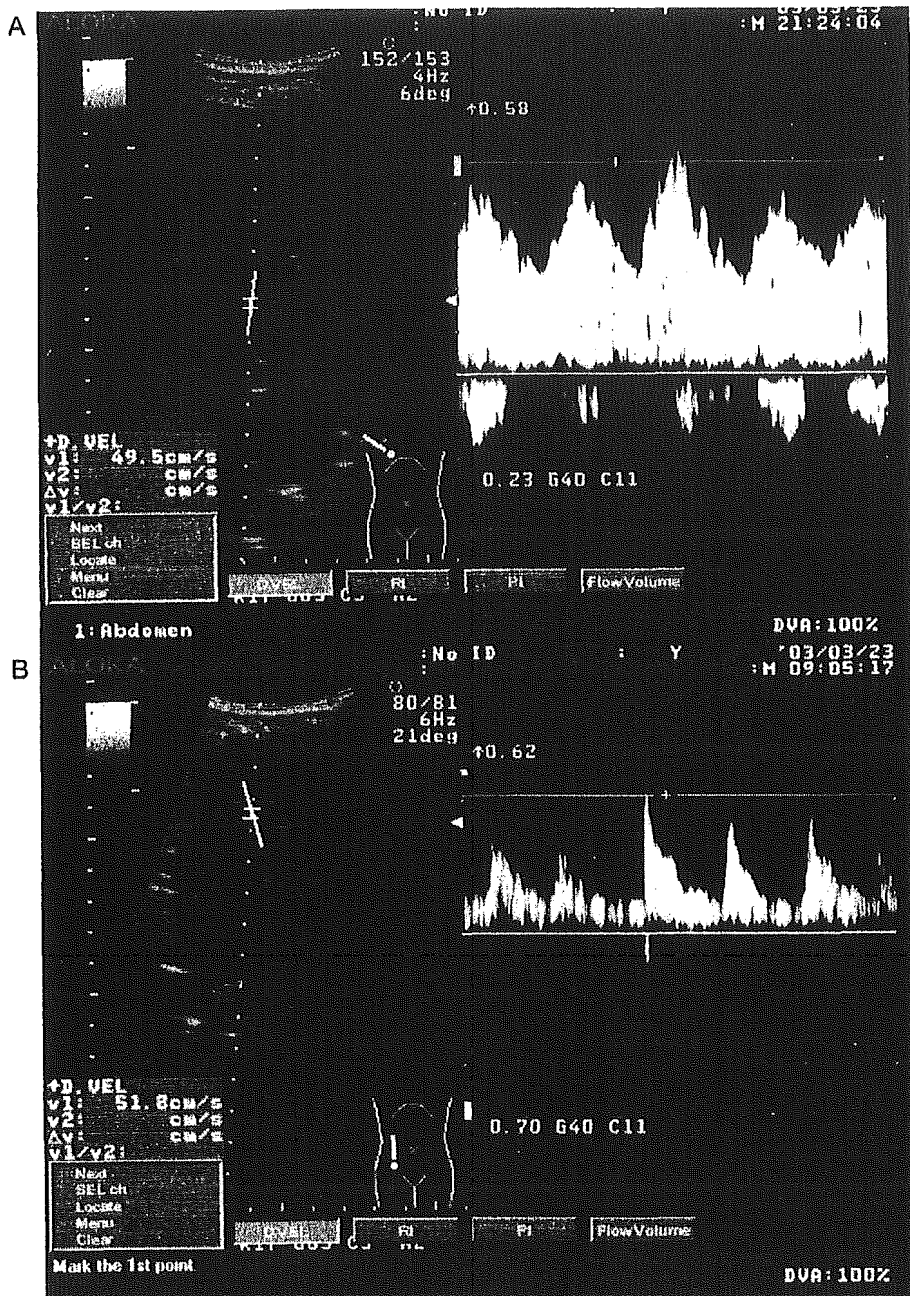 A
:No ID : Y
:M 21:24:04
152/153
4Hz
6deg
↑0.58
+D.VEL
v1: 49.5cm/s
v2: cm/s
Δv: cm/s
v1/v2:
Next
SEL ch
Locate
Menu
Clear
0.23 G40 C11
D.VEL
RI
PI
FlowVolume
1:Abdomen
DVA:100%
B
:No ID : Y '03/03/23
:M 09:05:17
80/81
6Hz
21deg
↑0.62
+D.VEL
v1: 51.8cm/s
v2: cm/s
Δv: cm/s
v1/v2:
Next
SEL ch
Locate
Menu
Clear
0.70 G40 C11
D.VEL
RI
PI
FlowVolume
Mark the 1st point
DVA:100%